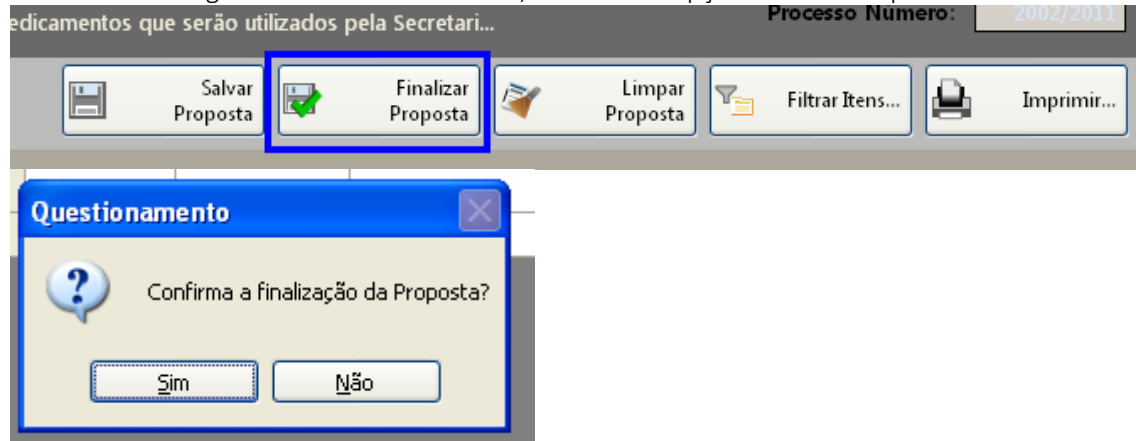 edicamentos que serão utilizados pela Secretari...
Processo Número: 2002/2011
Salvar
Proposta
Finalizar
Proposta
Limpar
Proposta
Filtrar Itens...
Imprimir...
Questionamento
Confirma a finalização da Proposta?
Sim
Não